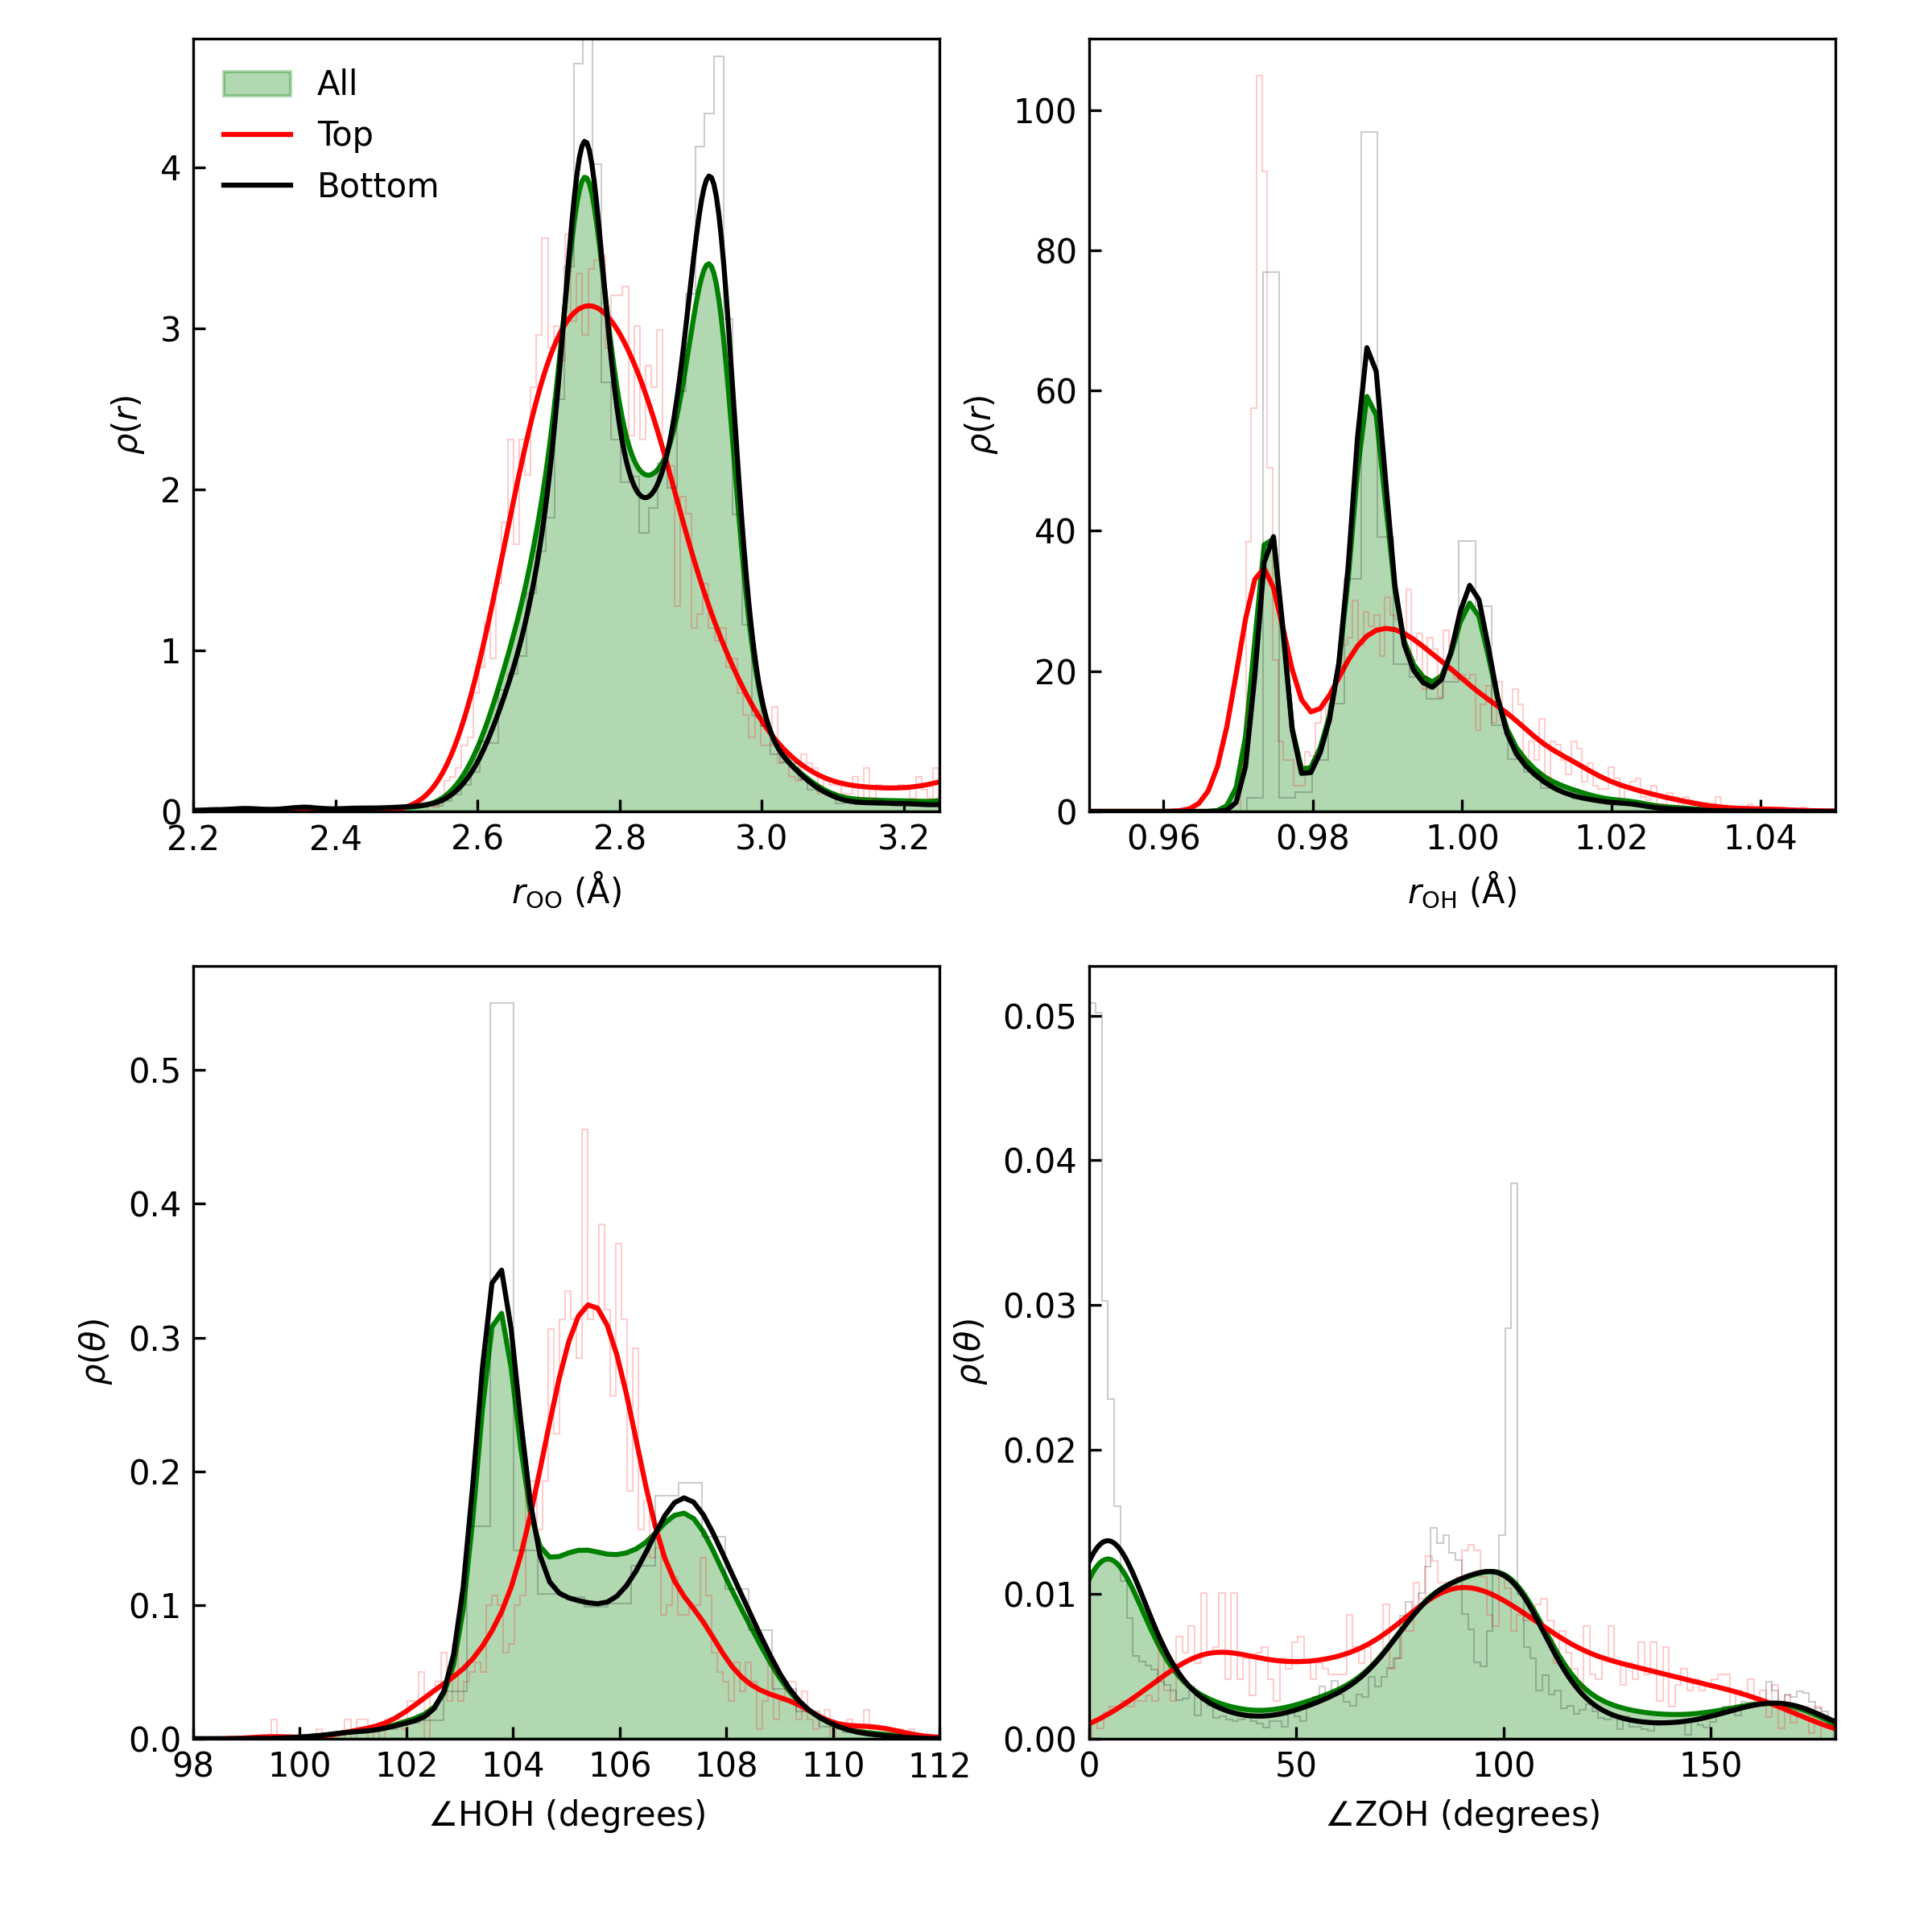 All
Top
Bottom
ρ(r)
4
3
2
1
0
2.2 2.4 2.6 2.8 3.0 3.2
r_OO (Å)
ρ(r)
100
80
60
40
20
0
0.96 0.98 1.00 1.02 1.04
r_OH (Å)
ρ(θ)
0.5
0.4
0.3
0.2
0.1
0.0
98 100 102 104 106 108 110 112
∠HOH (degrees)
ρ(θ)
0.05
0.04
0.03
0.02
0.01
0.00
0 50 100 150
∠ZOH (degrees)